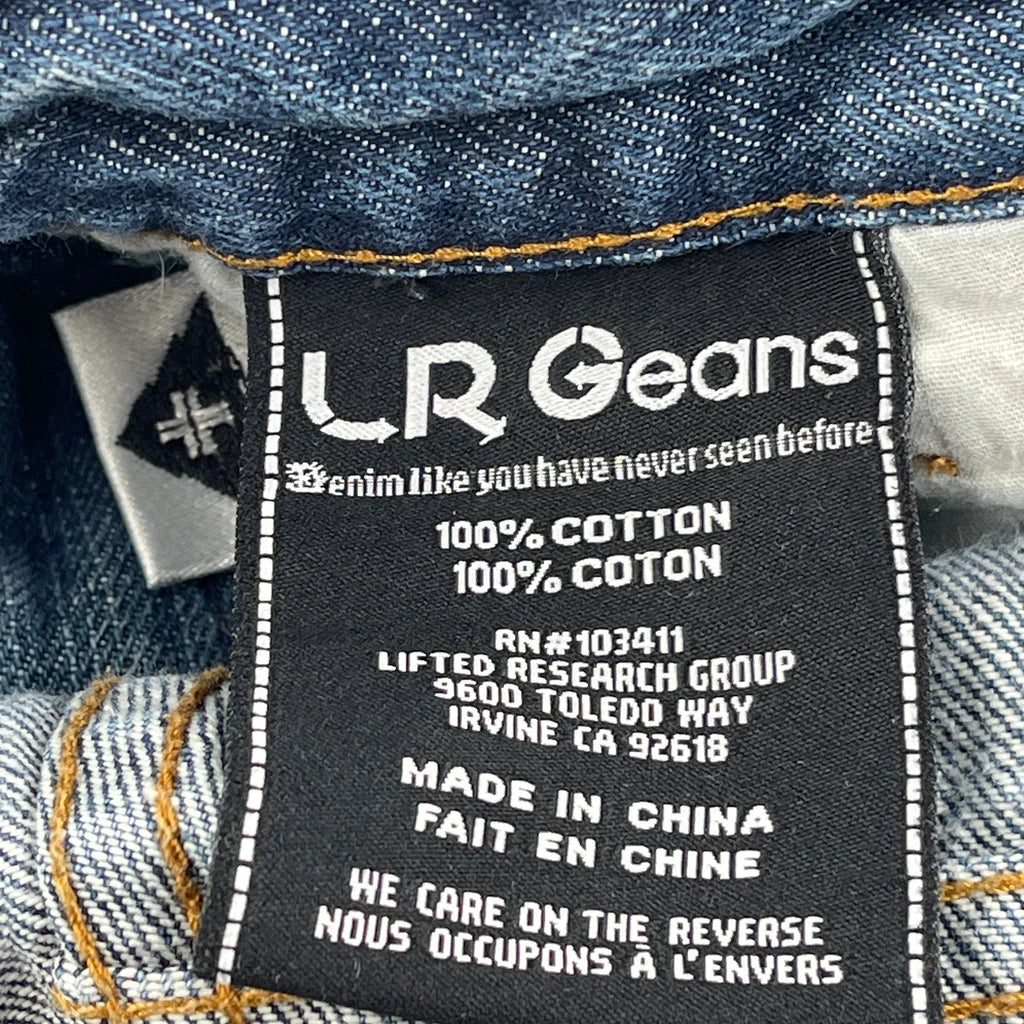 LR Geans
Denim like you have never seen before
100% COTTON
100% COTON
RN#103411
LIFTED RESEARCH GROUP
9600 TOLEDO WAY
IRVINE CA 92618
MADE IN CHINA
FAIT EN CHINE
WE CARE ON THE REVERSE
NOUS OCCUPONS À L'ENVERS